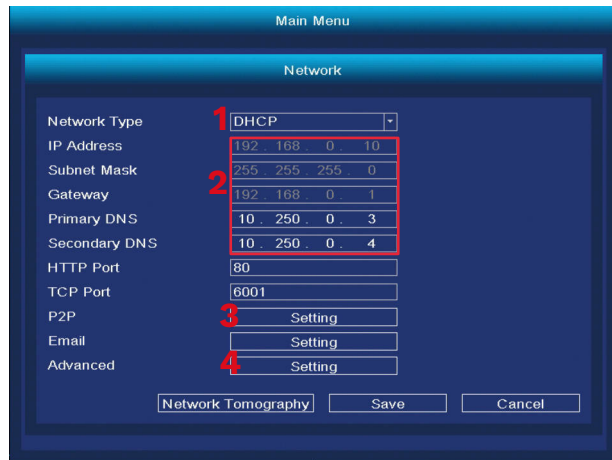 Main Menu
Network
Network Type 1 DHCP
IP Address 192 . 168 . 0 . 10
Subnet Mask 255 . 255 . 255 . 0
2
Gateway 192 . 168 . 0 . 1
Primary DNS 10 . 250 . 0 . 3
Secondary DNS 10 . 250 . 0 . 4
HTTP Port 80
TCP Port 6001
P2P 3 Setting
Email Setting
Advanced 4 Setting
Network Tomography Save Cancel